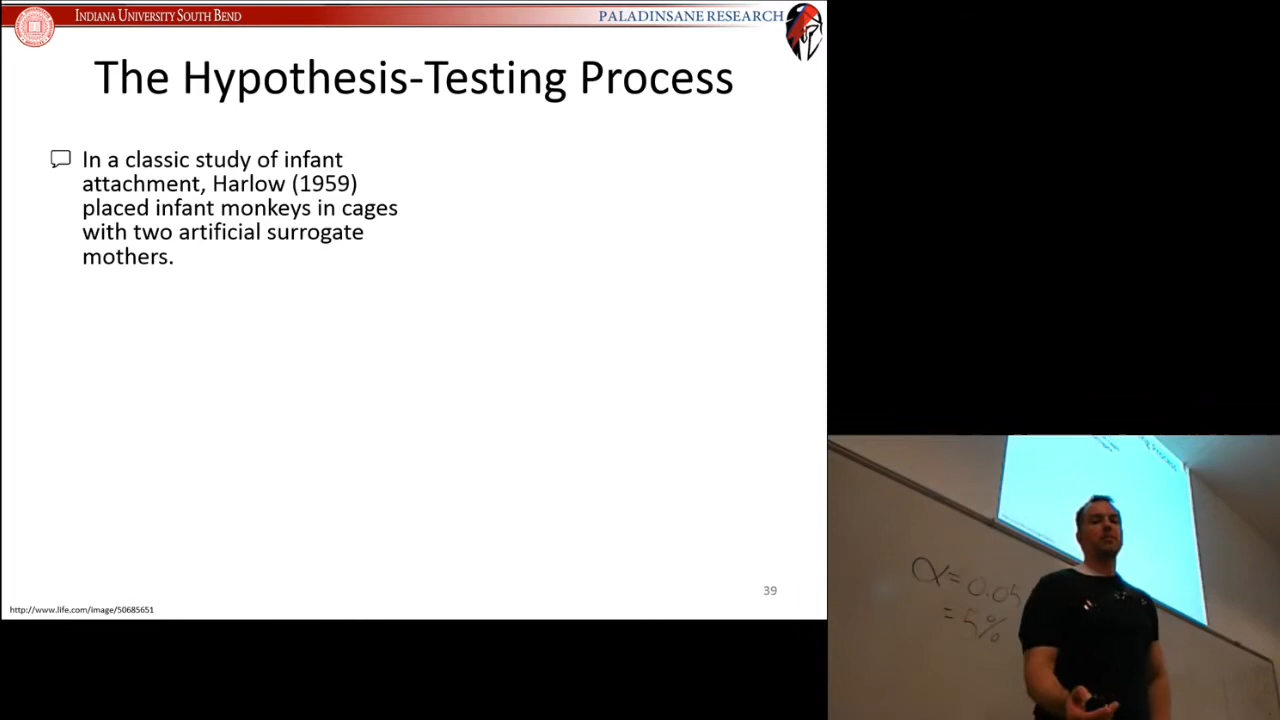 INDIANA UNIVERSITY SOUTH BEND
PALADINSANE RESEARCH
The Hypothesis-Testing Process
In a classic study of infant
attachment, Harlow (1959)
placed infant monkeys in cages
with two artificial surrogate
mothers.
39
http://www.life.com/image/50685651
α = 0.05
= 5%